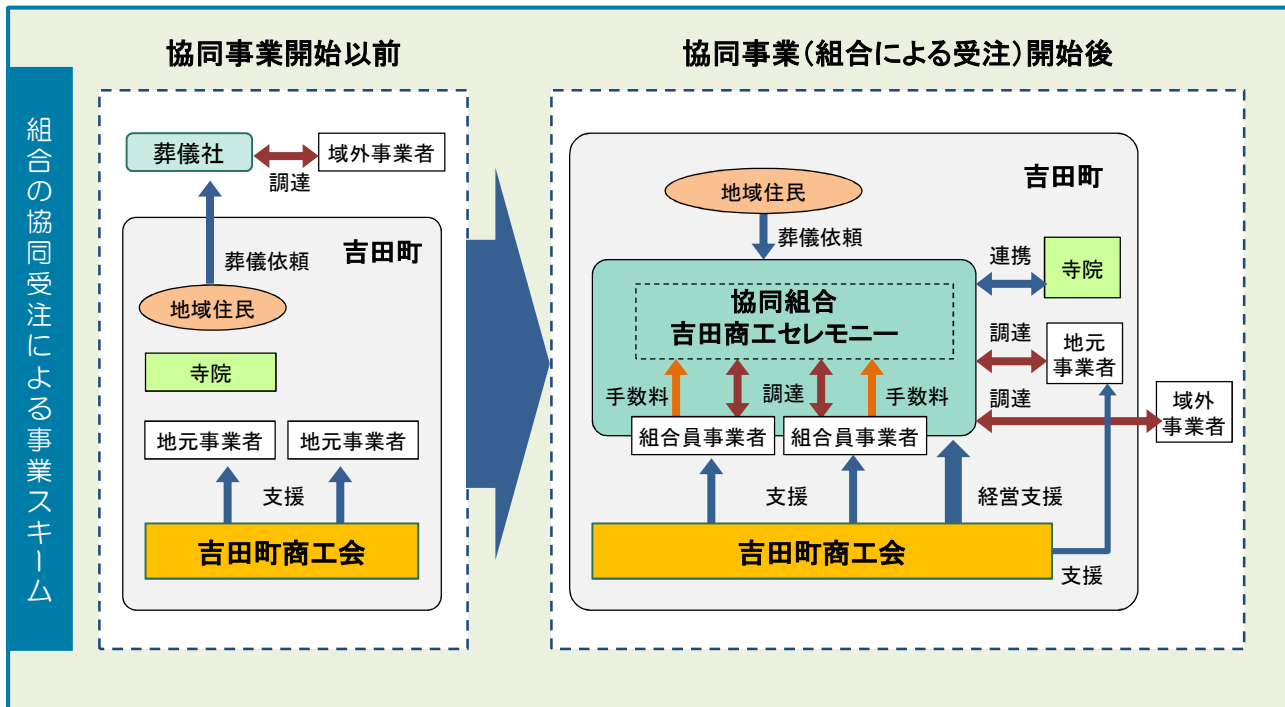 組合の協同受注による事業スキーム
協同事業開始以前
葬儀社
調達
域外事業者
吉田町
葬儀依頼
地域住民
寺院
地元事業者
地元事業者
支援
吉田町商工会
協同事業（組合による受注）開始後
吉田町
地域住民
葬儀依頼
協同組合
吉田商工セレモニー
連携
寺院
調達
地元
事業者
調達
域外
事業者
手数料
調達
手数料
組合員事業者
組合員事業者
支援
経営支援
吉田町商工会
支援